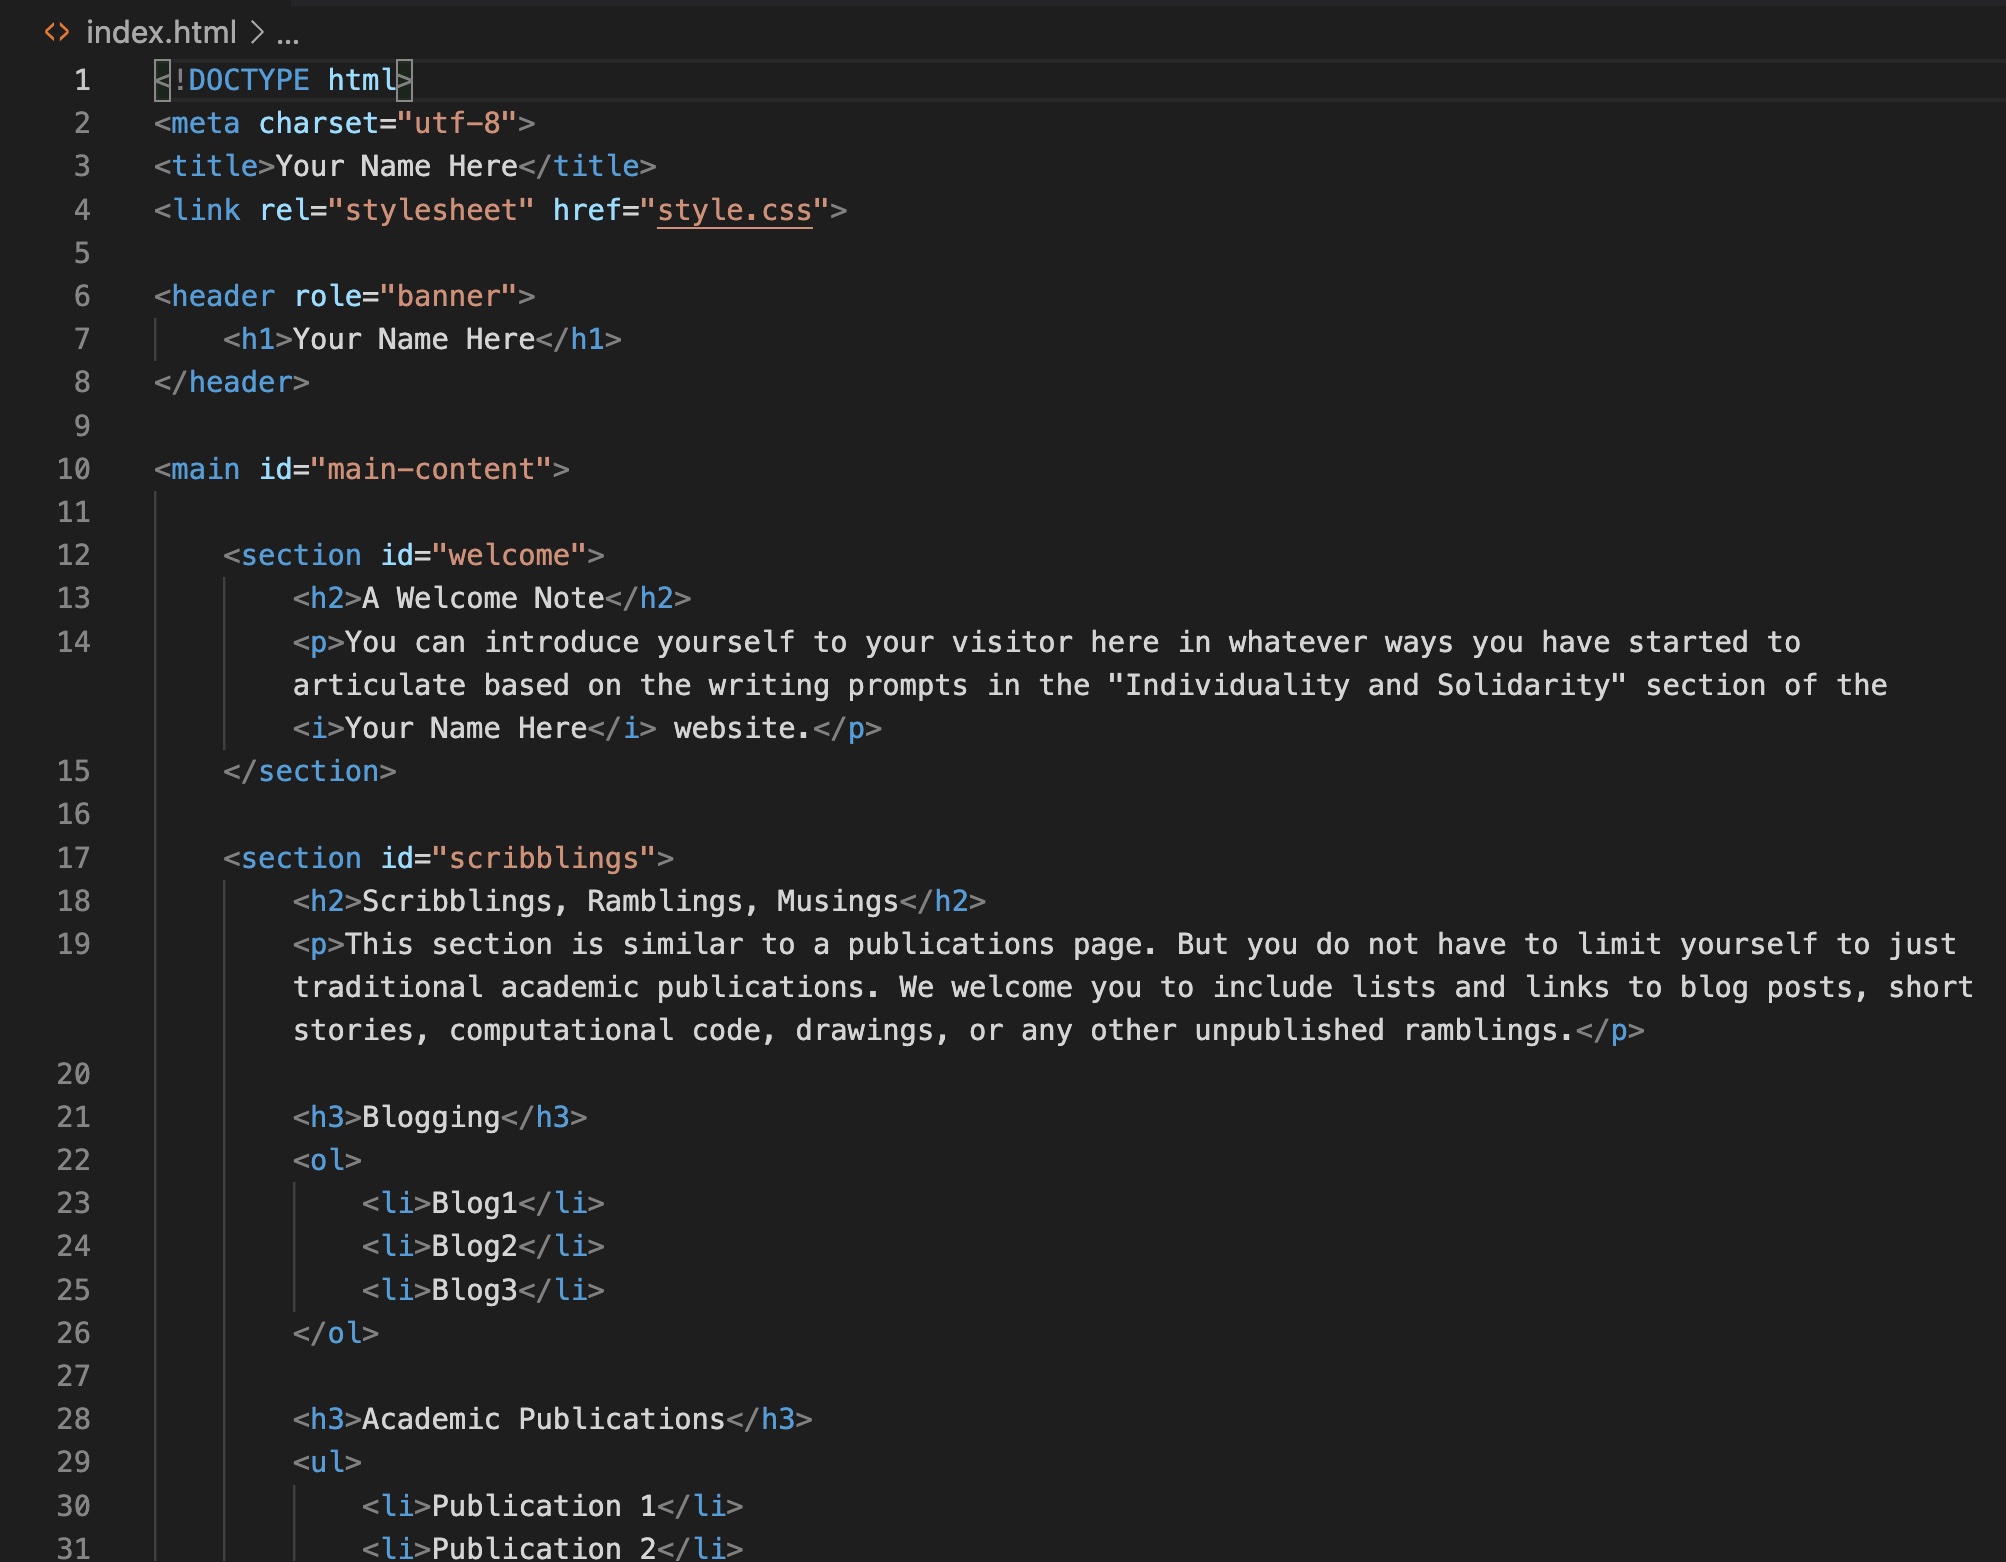 index.html > ...
1 <!DOCTYPE html>
2 <meta charset="utf-8">
3 <title>Your Name Here</title>
4 <link rel="stylesheet" href="style.css">
5
6 <header role="banner">
7     <h1>Your Name Here</h1>
8 </header>
9
10 <main id="main-content">
11
12     <section id="welcome">
13         <h2>A Welcome Note</h2>
14         <p>You can introduce yourself to your visitor here in whatever ways you have started to
articulate based on the writing prompts in the "Individuality and Solidarity" section of the
<i>Your Name Here</i> website.</p>
15     </section>
16
17     <section id="scribblings">
18         <h2>Scribblings, Ramblings, Musings</h2>
19         <p>This section is similar to a publications page. But you do not have to limit yourself to just
traditional academic publications. We welcome you to include lists and links to blog posts, short
stories, computational code, drawings, or any other unpublished ramblings.</p>
20
21         <h3>Blogging</h3>
22         <ol>
23             <li>Blog1</li>
24             <li>Blog2</li>
25             <li>Blog3</li>
26         </ol>
27
28         <h3>Academic Publications</h3>
29         <ul>
30             <li>Publication 1</li>
31             <li>Publication 2</li>